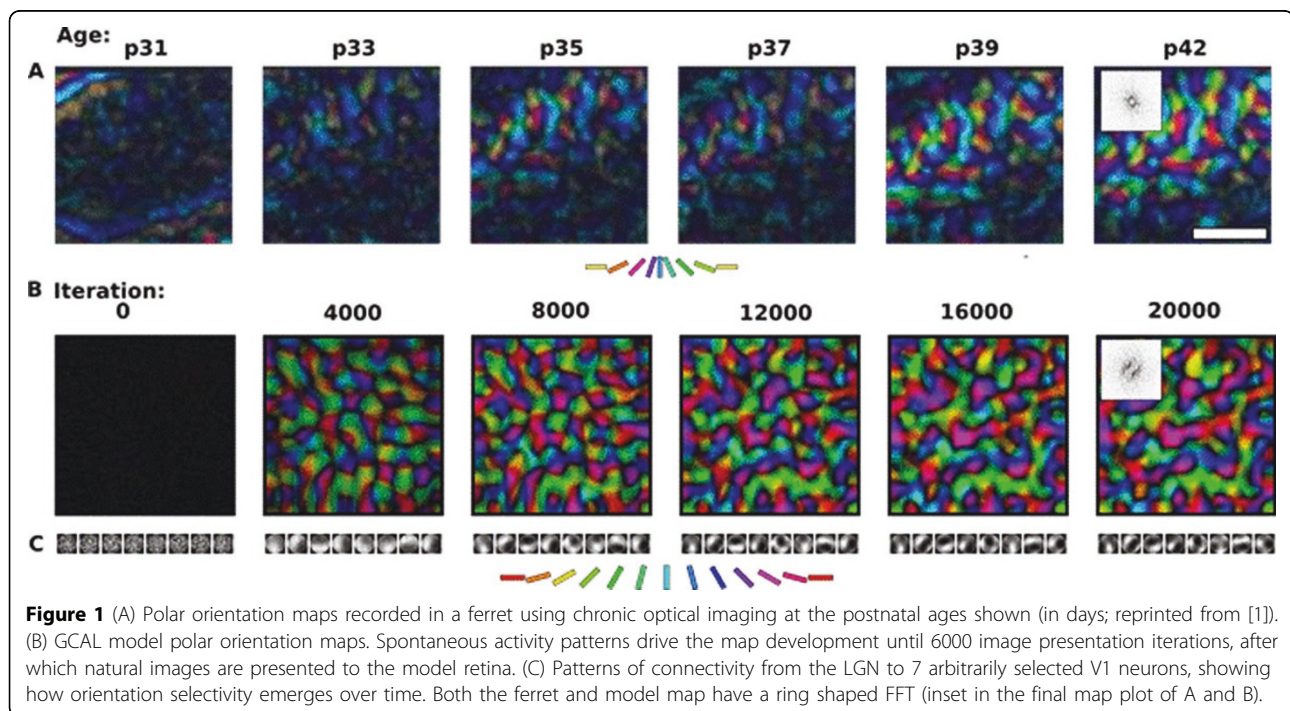 Age:
p31 p33 p35 p37 p39 p42
A
B Iteration:
0 4000 8000 12000 16000 20000
C
Figure 1 (A) Polar orientation maps recorded in a ferret using chronic optical imaging at the postnatal ages shown (in days; reprinted from [1]).
(B) GCAL model polar orientation maps. Spontaneous activity patterns drive the map development until 6000 image presentation iterations, after
which natural images are presented to the model retina. (C) Patterns of connectivity from the LGN to 7 arbitrarily selected V1 neurons, showing
how orientation selectivity emerges over time. Both the ferret and model map have a ring shaped FFT (inset in the final map plot of A and B).